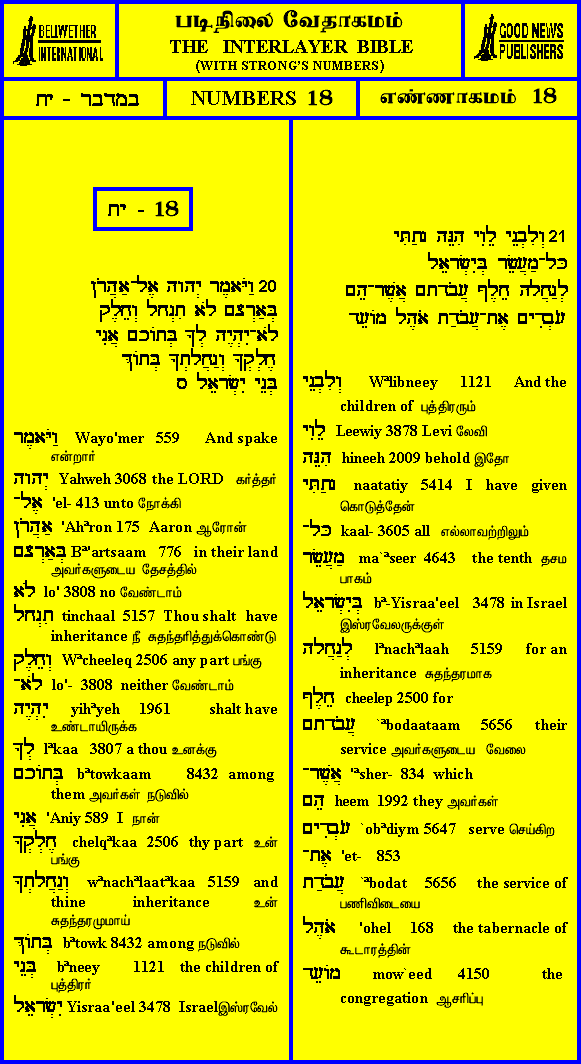 BELLWETHER
INTERNATIONAL
படிநிலை வேதாகமம்
THE INTERLAYER BIBLE
(WITH STRONG'S NUMBERS)
GOOD NEWS
PUBLISHERS
במדבר - יח
NUMBERS 18
எண்ணாகமம் 18
18 - יח
20 וַיֹּאמֶר יְהוה אֶל־אַהֲרֹן
בְּאַרְצָם לֹא תִנְחַל וְחֵלֶק
לֹא־יִהְיֶה לְךָ בְּתוֹכָם אֲנִי
חֶלְקְךָ וְנַחֲלָתְךָ בְּתוֹךְ
בְּנֵי יִשְׂרָאֵל ס
וַיֹּאמֶר Wayo'mer 559 And spake
என்றார்
יְהוה Yahweh 3068 the LORD கர்த்தர்
אֶל־ 'el- 413 unto நோக்கி
אַהֲרֹן 'Ahªron 175 Aaron ஆரோன்
בְּאַרְצָם Bª'artsaam 776 in their land
அவர்களுடைய தேசத்தில்
לֹא lo' 3808 no வேண்டாம்
תִנְחַל tinchaal 5157 Thou shalt have
inheritance நீ சுதந்தரித்துக்கொண்டு
וְחֵלֶק Wªcheeleq 2506 any part பங்கு
לֹא־ lo'- 3808 neither வேண்டாம்
יִהְיֶה yihªyeh 1961 shalt have
உண்டாயிருக்க
לְךָ lªkaa 3807 a thou உனக்கு
בְּתוֹכָם bªtowkaam 8432 among
them அவர்கள் நடுவில்
אֲנִי 'Aniy 589 I நான்
חֶלְקְךָ chelqªkaa 2506 thy part உன்
பங்கு
וְנַחֲלָתְךָ wªnachªlaatªkaa 5159 and
thine inheritance உன்
சுதந்தரமுமாய்
בְּתוֹךְ bªtowk 8432 among நடுவில்
בְּנֵי bªneey 1121 the children of
புத்திரர்
יִשְׂרָאֵל Yisraa'eel 3478 Israelஇஸ்ரவேல்
21 וְלִבְנֵי לֵוִי הִנֵּה נָתַתִּי
כָּל־מַעֲשֵׂר בְּיִשְׂרָאֵל
לְנַחֲלָה חֵלֶף עֲבֹדָתָם אֲשֶׁר־הֵם
עֹבְדִים אֶת־עֲבֹדַת אֹהֶל מוֹעֵד
וְלִבְנֵי Wªlibneey 1121 And the
children of புத்திரரும்
לֵוִי Leewiy 3878 Levi லேவி
הִנֵּה hineeh 2009 behold இதோ
נָתַתִּי naatatiy 5414 I have given
கொடுத்தேன்
כָּל־ kaal- 3605 all எல்லாவற்றிலும்
מַעֲשֵׂר ma`ªseer 4643 the tenth தசம
பாகம்
בְּיִשְׂרָאֵל bª-Yisraa'eel 3478 in Israel
இஸ்ரவேலருக்குள்
לְנַחֲלָה lªnachªlaah 5159 for an
inheritance சுதந்தரமாக
חֵלֶף cheelep 2500 for
עֲבֹדָתָם `ªbodaataam 5656 their
service அவர்களுடைய வேலை
אֲשֶׁר־ 'ªsher- 834 which
הֵם heem 1992 they அவர்கள்
עֹבְדִים `obªdiym 5647 serve செய்கிற
אֶת־ 'et- 853
עֲבֹדַת `ªbodat 5656 the service of
பணிவிடையை
אֹהֶל 'ohel 168 the tabernacle of
கூடாரத்தின்
מוֹעֵד mow`eed 4150 the
congregation ஆசரிப்பு